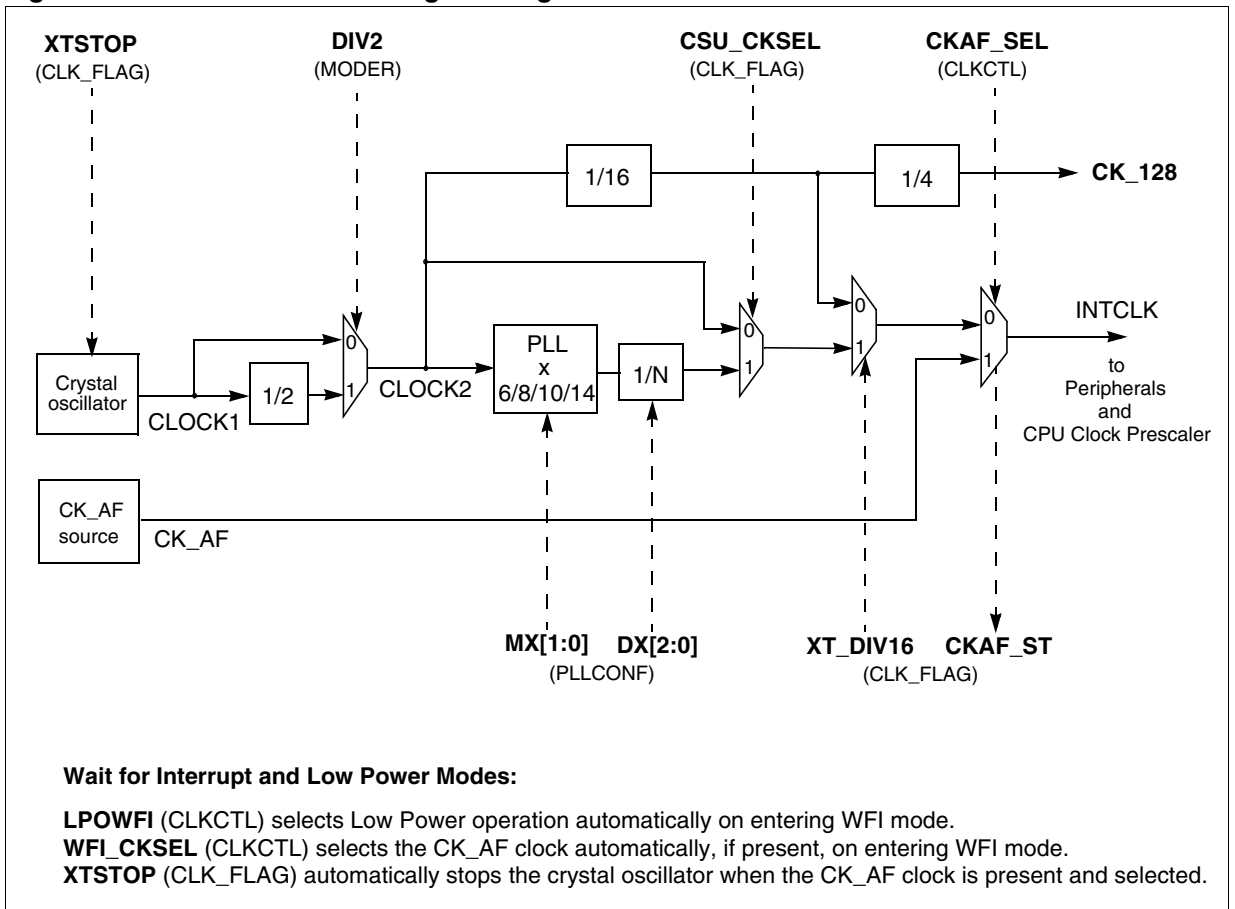 XTSTOP
(CLK_FLAG)
DIV2
(MODER)
CSU_CKSEL
(CLK_FLAG)
CKAF_SEL
(CLKCTL)
1/16
1/4
CK_128
Crystal
oscillator
CLOCK1
1/2
0
1
CLOCK2
PLL
x
6/8/10/14
1/N
0
1
0
1
0
1
INTCLK
to
Peripherals
and
CPU Clock Prescaler
CK_AF
source
CK_AF
MX[1:0] DX[2:0]
(PLLCONF)
XT_DIV16 CKAF_ST
(CLK_FLAG)
Wait for Interrupt and Low Power Modes:
LPOWFI (CLKCTL) selects Low Power operation automatically on entering WFI mode.
WFI_CKSEL (CLKCTL) selects the CK_AF clock automatically, if present, on entering WFI mode.
XTSTOP (CLK_FLAG) automatically stops the crystal oscillator when the CK_AF clock is present and selected.